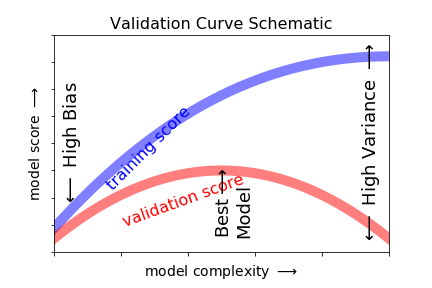 Validation Curve Schematic
model score ⟶
⟵ High Bias
training score
validation score
Best
Model
⟵ High Variance ⟶
model complexity ⟶